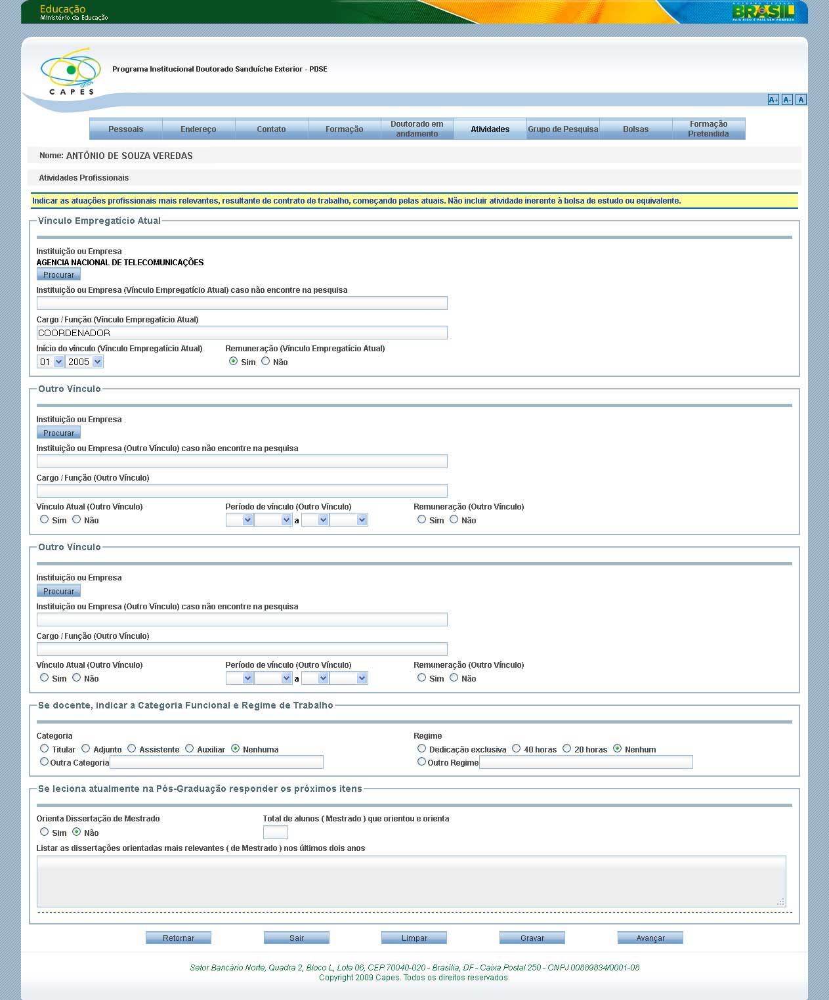 Educação
Ministério da Educação
GOVERNO FEDERAL
BRASIL
PAÍS RICO É PAÍS SEM POBREZA
anos
CAPES
Programa Institucional Doutorado Sanduíche Exterior - PDSE
A+ A- A
Pessoais Endereço Contato Formação Doutorado em andamento Atividades Grupo de Pesquisa Bolsas Formação Pretendida
Nome: ANTÔNIO DE SOUZA VEREDAS
Atividades Profissionais
Indicar as atuações profissionais mais relevantes, resultante de contrato de trabalho, começando pelas atuais. Não incluir atividade inerente à bolsa de estudo ou equivalente.
Vínculo Empregatício Atual
Instituição ou Empresa
AGENCIA NACIONAL DE TELECOMUNICAÇÕES
Procurar
Instituição ou Empresa (Vínculo Empregatício Atual) caso não encontre na pesquisa
Cargo / Função (Vínculo Empregatício Atual)
COORDENADOR
Início do vínculo (Vínculo Empregatício Atual) Remuneração (Vínculo Empregatício Atual)
01 2005 Sim Não
Outro Vínculo
Instituição ou Empresa
Procurar
Instituição ou Empresa (Outro Vínculo) caso não encontre na pesquisa
Cargo / Função (Outro Vínculo)
Vínculo Atual (Outro Vínculo) Período de vínculo (Outro Vínculo) Remuneração (Outro Vínculo)
Sim Não a Sim Não
Outro Vínculo
Instituição ou Empresa
Procurar
Instituição ou Empresa (Outro Vínculo) caso não encontre na pesquisa
Cargo / Função (Outro Vínculo)
Vínculo Atual (Outro Vínculo) Período de vínculo (Outro Vínculo) Remuneração (Outro Vínculo)
Sim Não a Sim Não
Se docente, indicar a Categoria Funcional e Regime de Trabalho
Categoria Regime
Titular Adjunto Assistente Auxiliar Nenhuma Dedicação exclusiva 40 horas 20 horas Nenhum
Outra Categoria Outro Regime
Se leciona atualmente na Pós-Graduação responder os próximos itens
Orienta Dissertação de Mestrado Total de alunos ( Mestrado ) que orientou e orienta
Sim Não
Listar as dissertações orientadas mais relevantes ( de Mestrado ) nos últimos dois anos
Retornar Sair Limpar Gravar Avançar
Setor Bancário Norte, Quadra 2, Bloco L, Lote 06, CEP 70040-020 - Brasília, DF - Caixa Postal 250 - CNPJ 00889834/0001-08
Copyright 2009 Capes. Todos os direitos reservados.